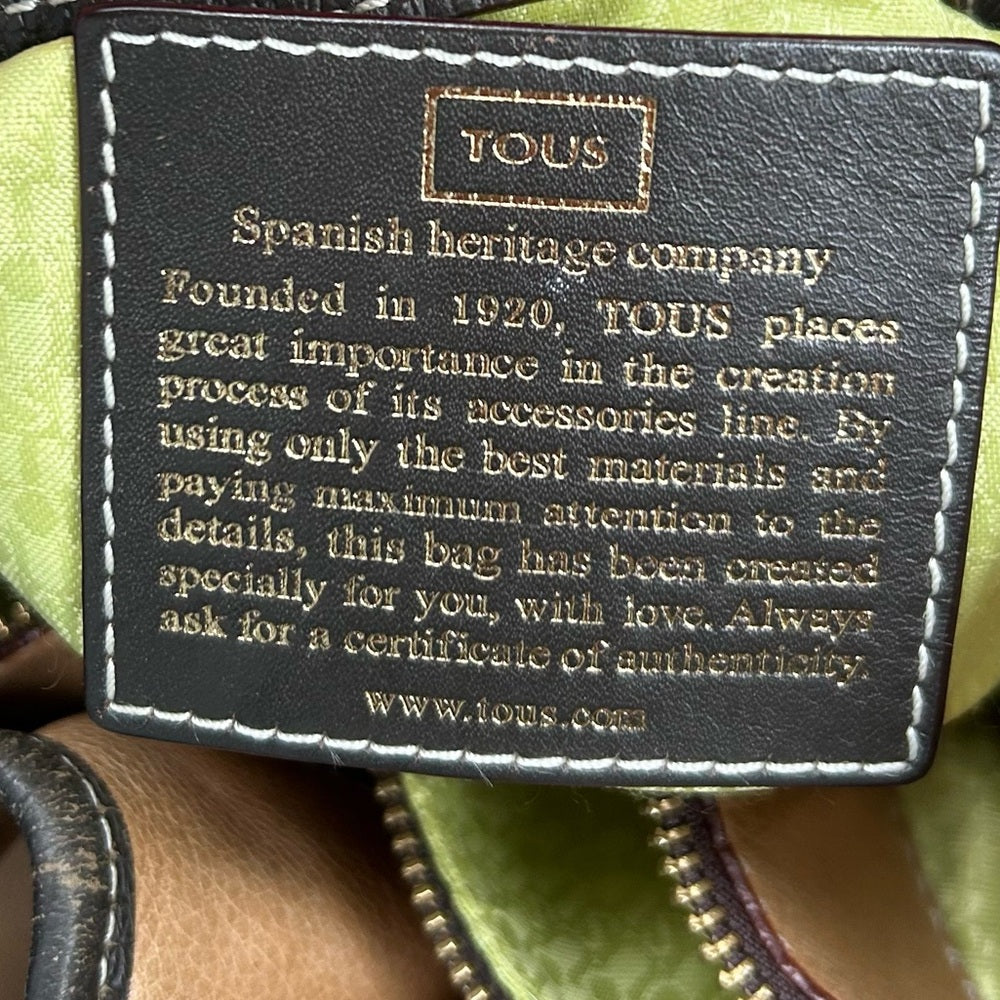 TOUS
Spanish heritage company
Founded in 1920, TOUS places
great importance in the creation
process of its accessories line. By
using only the best materials and
paying maximum attention to the
details, this bag has been created
specially for you, with love. Always
ask for a certificate of authenticity.
www.tous.com